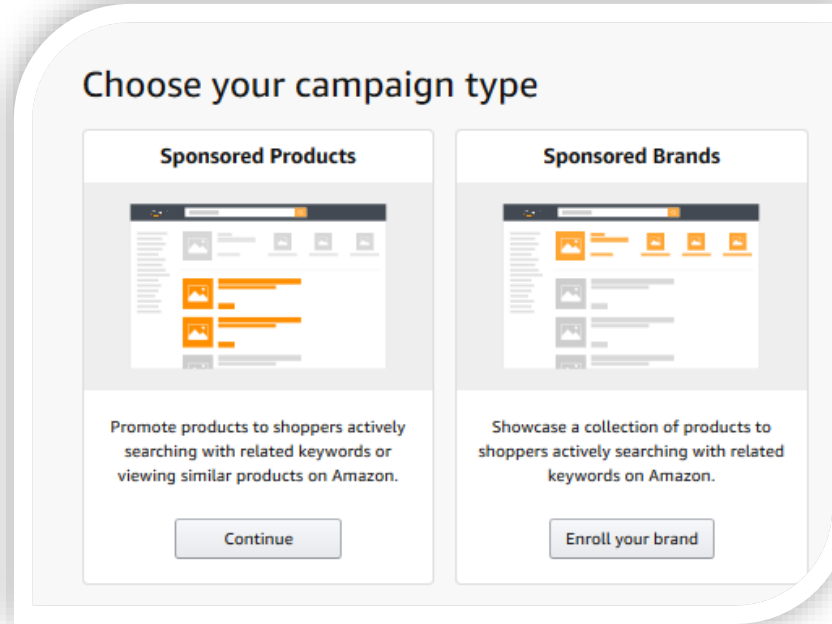 Choose your campaign type
Sponsored Products
Promote products to shoppers actively
searching with related keywords or
viewing similar products on Amazon.
Continue
Sponsored Brands
Showcase a collection of products to
shoppers actively searching with related
keywords on Amazon.
Enroll your brand